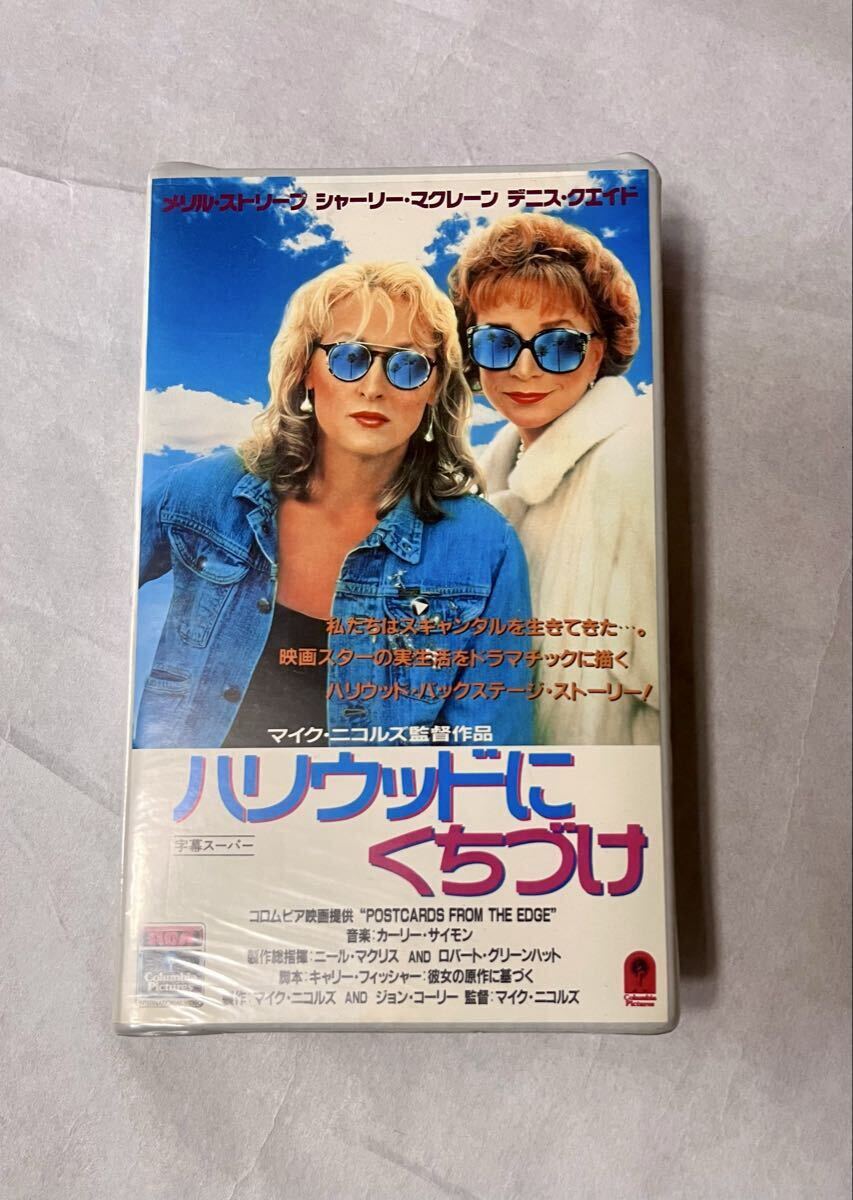 メリル・ストリープ シャーリー・マクレーン デニス・クエイド
私たちはスキャンダルを生きてきた…。
映画スターの実生活をドラマチックに描く
ハリウッド・バックステージ・ストーリー!
マイク・ニコルズ監督作品
ハリウッドに
くちづけ
字幕スーパー
コロムビア映画提供 "POSTCARDS FROM THE EDGE"
音楽:カーリー・サイモン
製作総指揮:ニール・マクリス AND ロバート・グリーンハット
脚本:キャリー・フィッシャー:彼女の原作に基づく
製作:マイク・ニコルズ AND ジョン・コーリー 監督:マイク・ニコルズ
Columbia
Pictures
INTERNATIONAL VIDEO
Columbia
Pictures